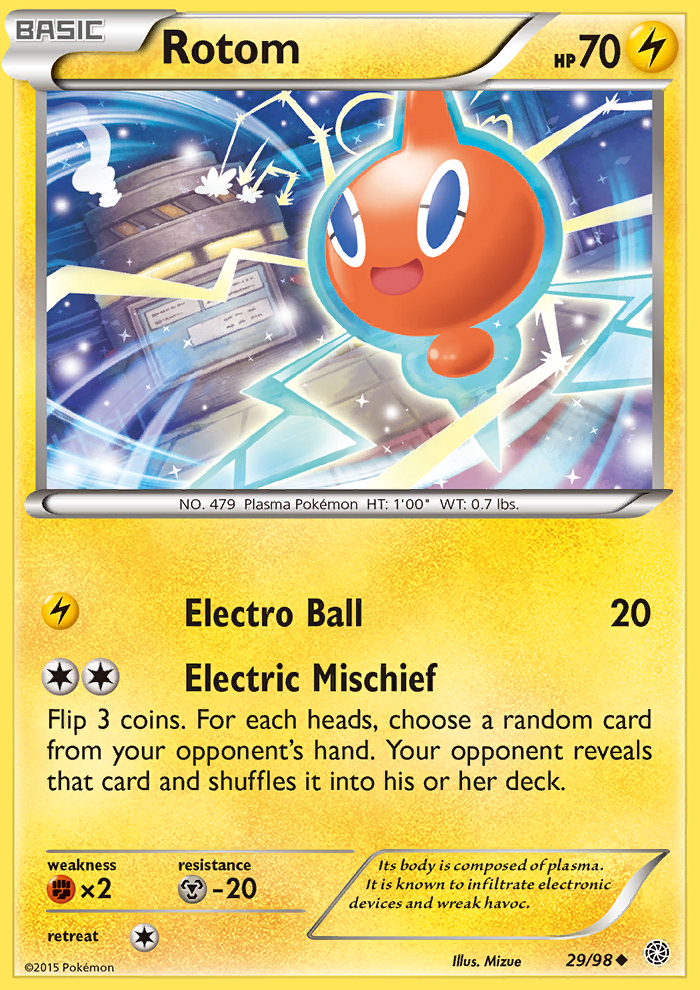 BASIC
Rotom
HP70
NO. 479 Plasma Pokémon HT: 1'00" WT: 0.7 lbs.
Electro Ball 20
Electric Mischief
Flip 3 coins. For each heads, choose a random card
from your opponent's hand. Your opponent reveals
that card and shuffles it into his or her deck.
weakness
×2
resistance
-20
retreat
Its body is composed of plasma.
It is known to infiltrate electronic
devices and wreak havoc.
Illus. Mizue
29/98
©2015 Pokémon